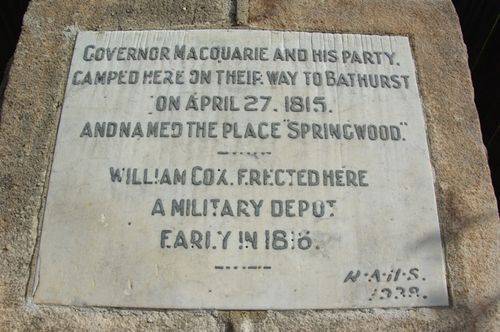 GOVERNOR MACQUARIE AND HIS PARTY.
CAMPED HERE ON THEIR WAY TO BATHURST
ON APRIL 27. 1815.
AND NAMED THE PLACE "SPRINGWOOD."
WILLIAM COX. ERECTED HERE
A MILITARY DEPOT
EARLY IN 1816.
R.A.H.S.
1938.